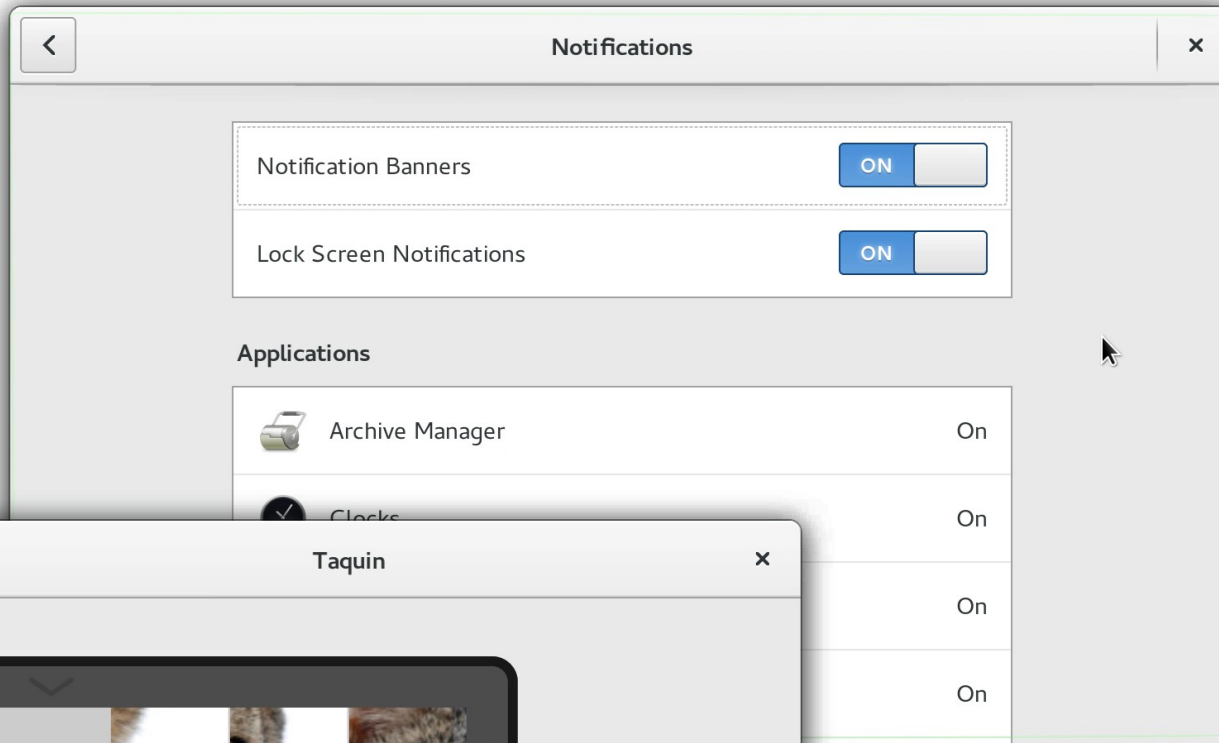 Notifications
Notification Banners ON
Lock Screen Notifications ON
Applications
Archive Manager On
Clocks On
On
On
Taquin